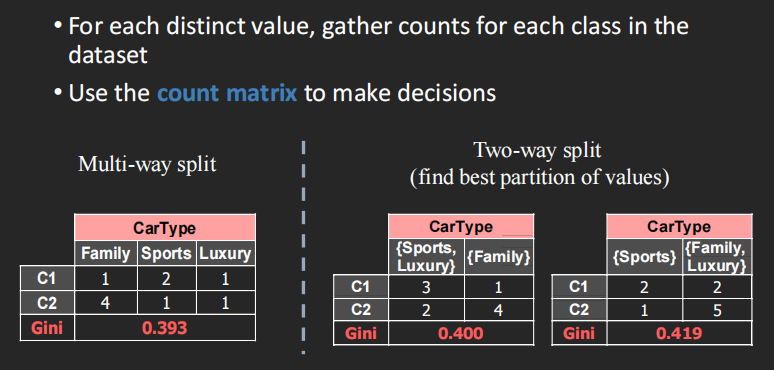 • For each distinct value, gather counts for each class in the
dataset
• Use the count matrix to make decisions
Multi-way split
CarType
Family Sports Luxury
C1 1 2 1
C2 4 1 1
Gini 0.393
Two-way split
(find best partition of values)
CarType
{Sports,
Luxury} {Family}
C1 3 1
C2 2 4
Gini 0.400
CarType
{Sports} {Family,
Luxury}
C1 2 2
C2 1 5
Gini 0.419